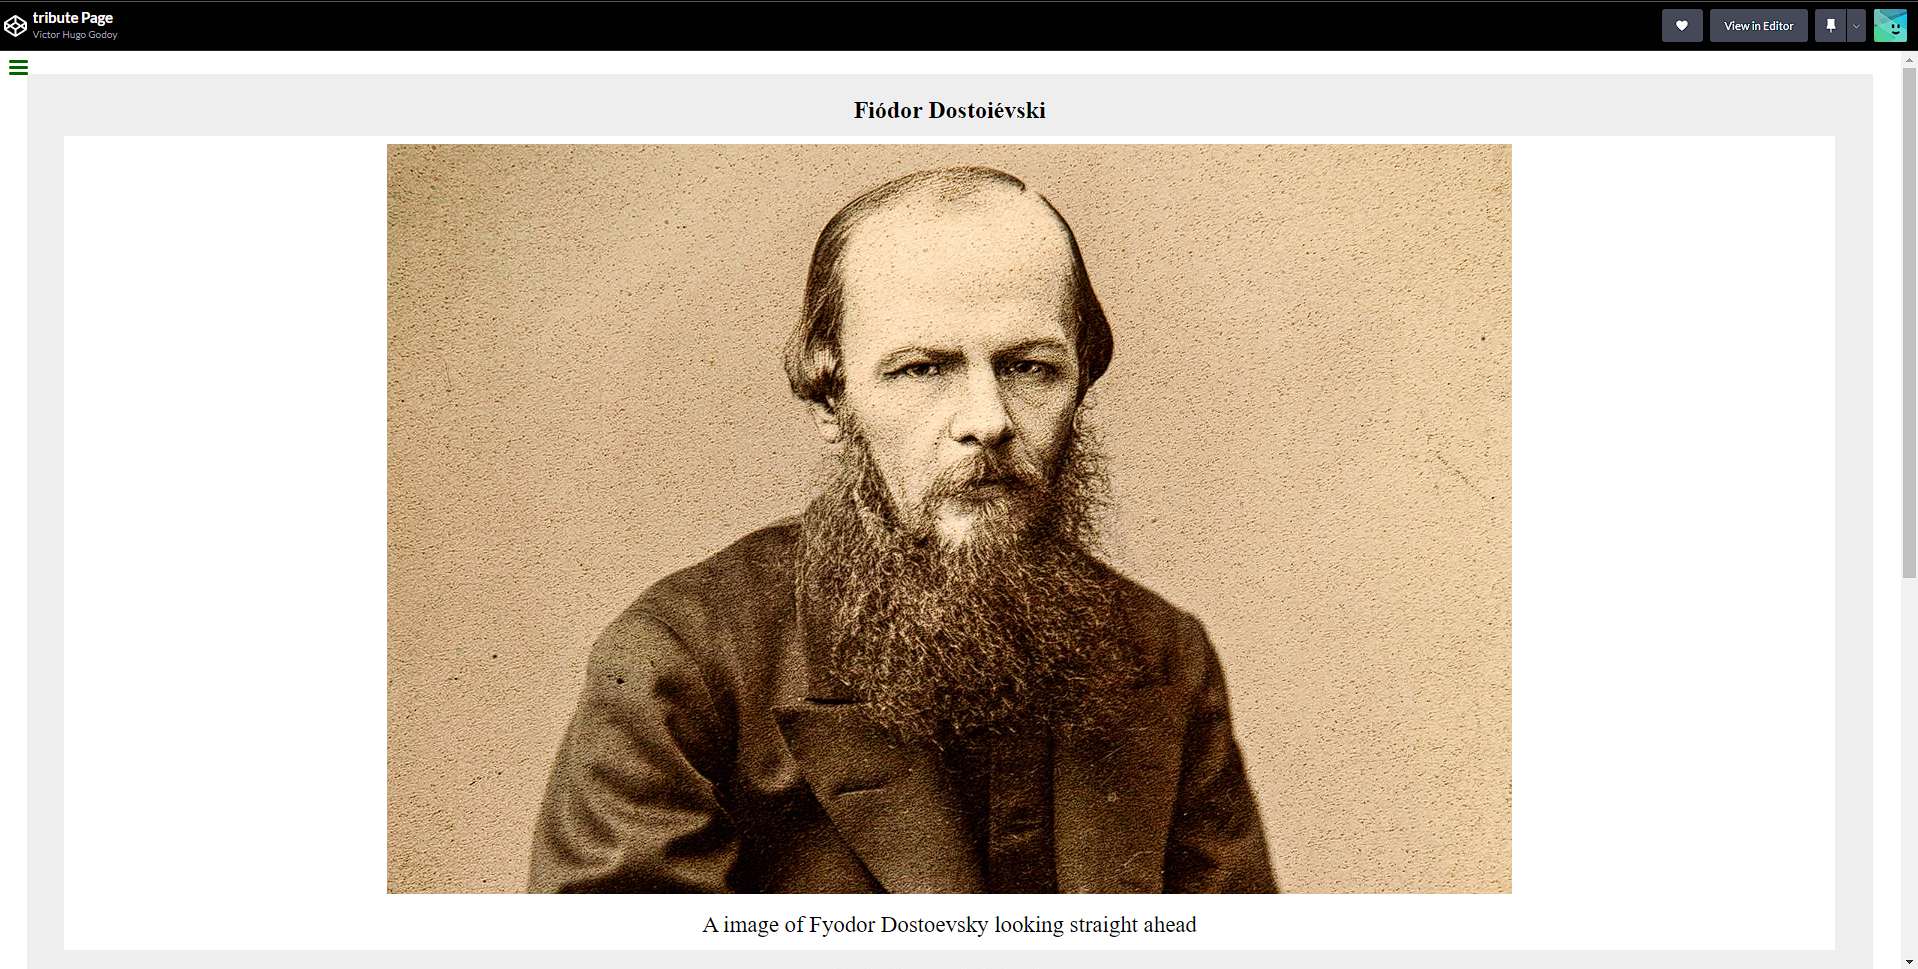 tribute Page
Victor Hugo Godoy
View in Editor
Fiódor Dostoiévski
A image of Fyodor Dostoevsky looking straight ahead